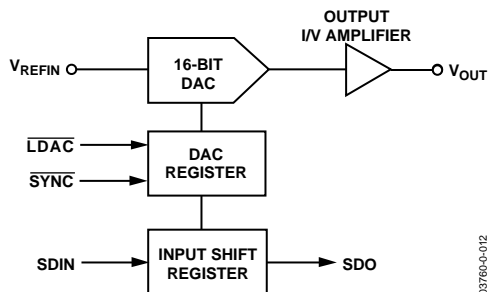 OUTPUT
I/V AMPLIFIER
VREFIN
16-BIT
DAC
VOUT
LDAC
SYNC
DAC
REGISTER
SDIN
INPUT SHIFT
REGISTER
SDO
03760-0-012